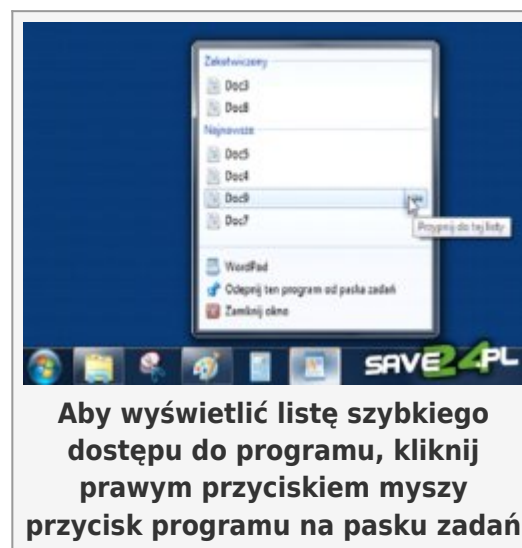 Zakotwiczony
Doc3
Doc8
Najnowsze
Doc5
Doc4
Doc9
Przypnij do tej listy
Doc7
WordPad
Odepnij ten program od paska zadań
Zamknij okno
SAVE24PL
Aby wyświetlić listę szybkiego
dostępu do programu, kliknij
prawym przyciskiem myszy
przycisk programu na pasku zadań